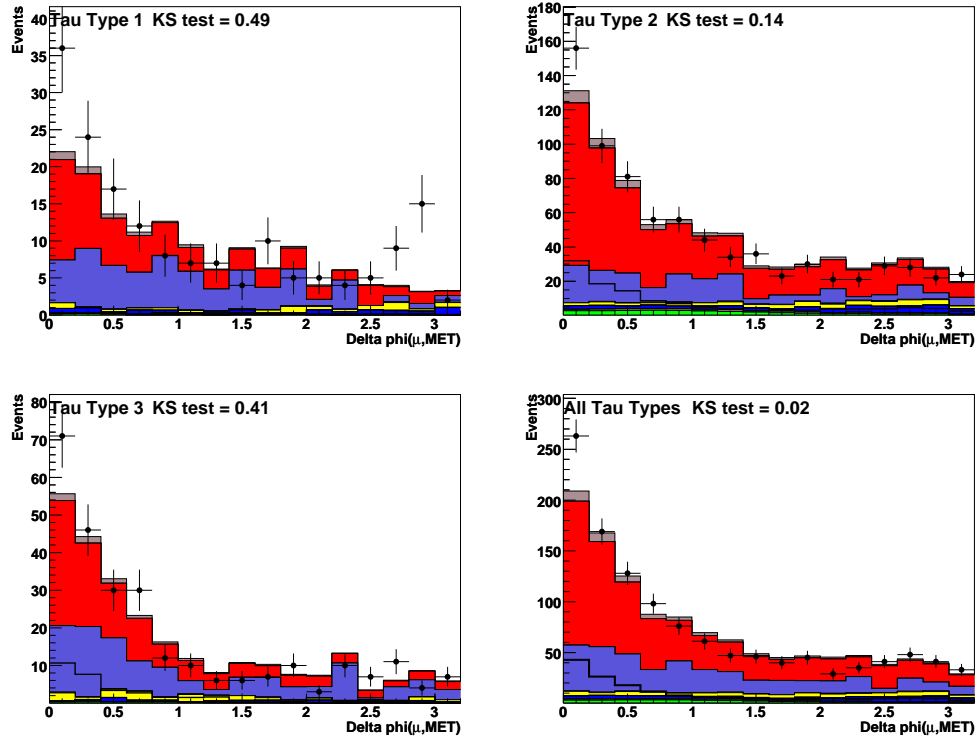 Tau Type 1 KS test = 0.49
Events
40
35
30
25
20
15
10
5
0
0 0.5 1 1.5 2 2.5 3
Delta phi(μ,MET)
Tau Type 2 KS test = 0.14
Events
180
160
140
120
100
80
60
40
20
0
0 0.5 1 1.5 2 2.5 3
Delta phi(μ,MET)
Tau Type 3 KS test = 0.41
Events
80
70
60
50
40
30
20
10
0
0 0.5 1 1.5 2 2.5 3
Delta phi(μ,MET)
All Tau Types KS test = 0.02
Events
300
250
200
150
100
50
0
0 0.5 1 1.5 2 2.5 3
Delta phi(μ,MET)